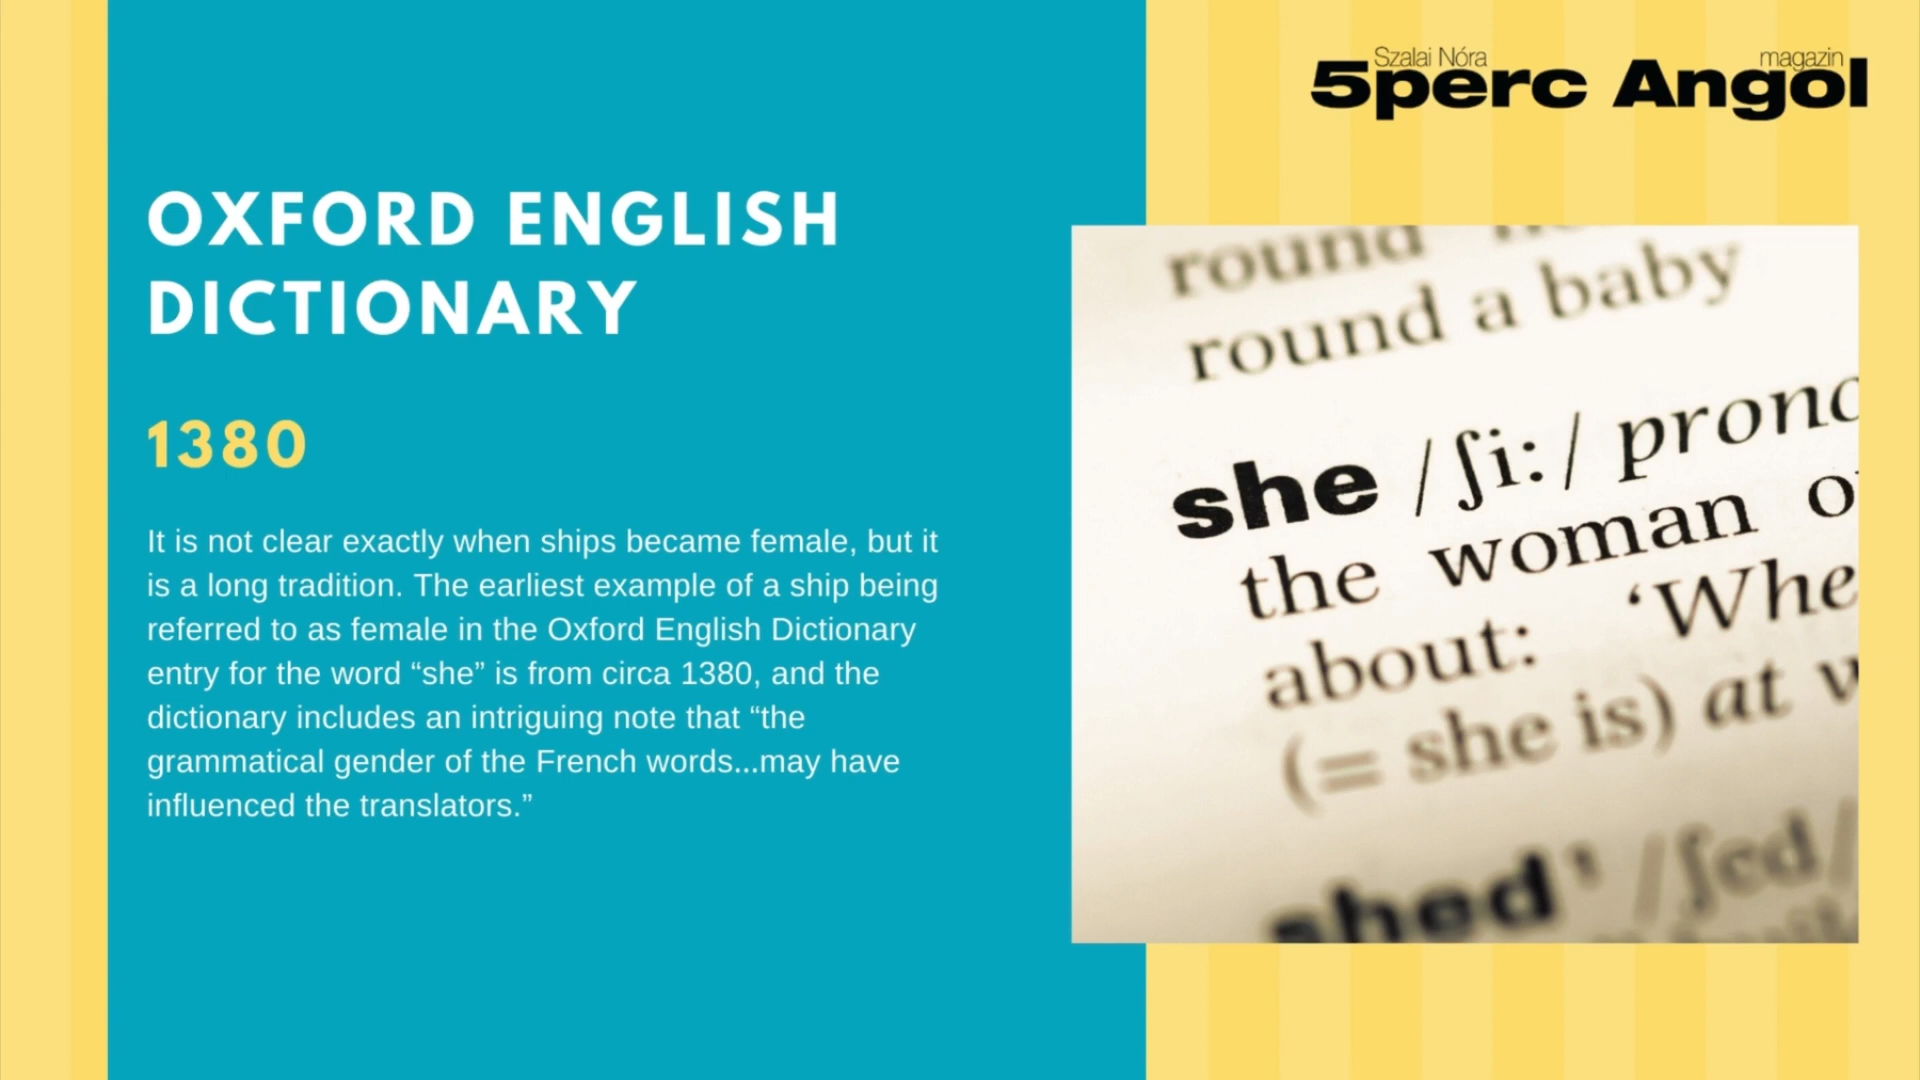 Szalai Nóra magazin
5perc Angol
OXFORD ENGLISH
DICTIONARY
1380
It is not clear exactly when ships became female, but it
is a long tradition. The earliest example of a ship being
referred to as female in the Oxford English Dictionary
entry for the word “she” is from circa 1380, and the
dictionary includes an intriguing note that “the
grammatical gender of the French words...may have
influenced the translators.”
round
round a baby
she /ʃi:/ prono
the woman o
about: ‘Whe
(= she is) at w
shed¹ /ʃed/